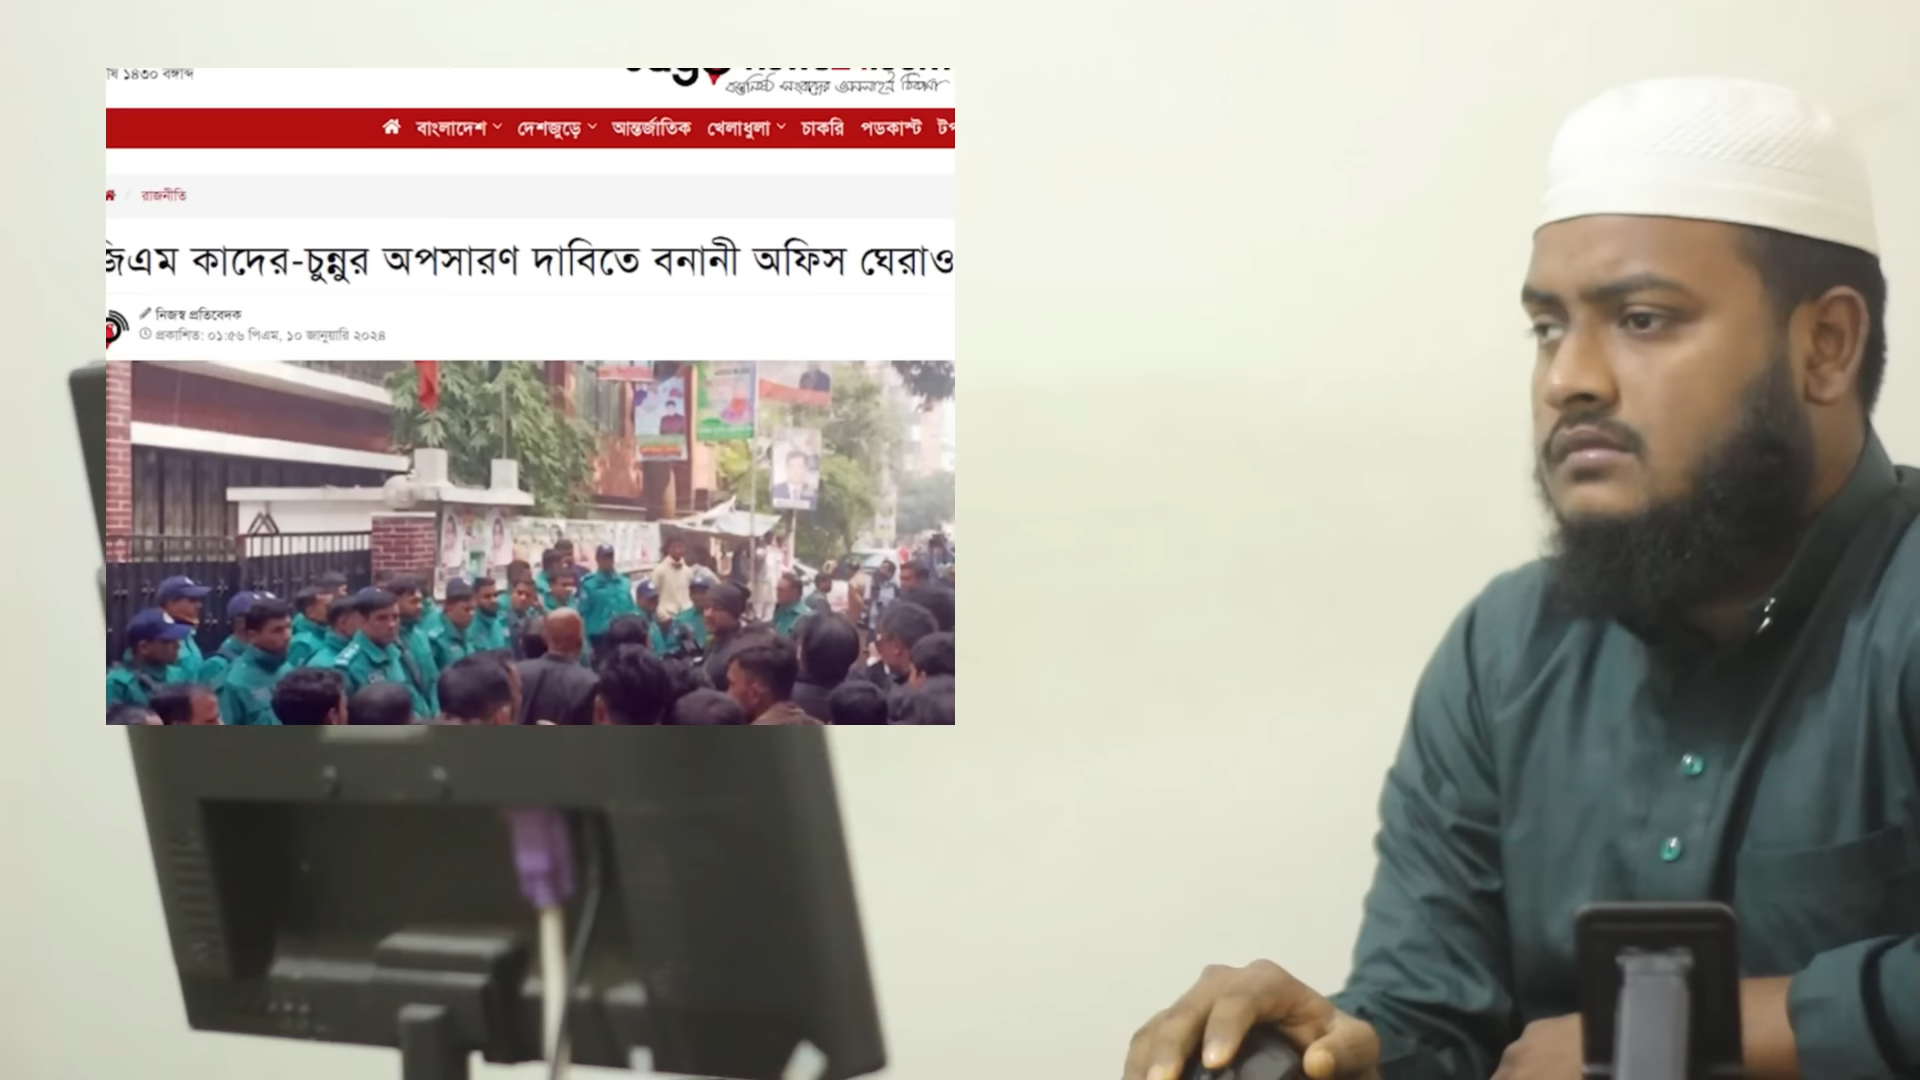 ১৪৩০ বঙ্গাব্দ
বাংলাদেশ দেশজুড়ে আন্তর্জাতিক খেলাধুলা চাকরি পডকাস্ট
রাজনীতি
জিএম কাদের-চুন্নুর অপসারণ দাবিতে বনানী অফিস ঘেরাও
নিজস্ব প্রতিবেদক
প্রকাশিত: ০১:৫৬ পিএম, ১০ জানুয়ারি ২০২৪